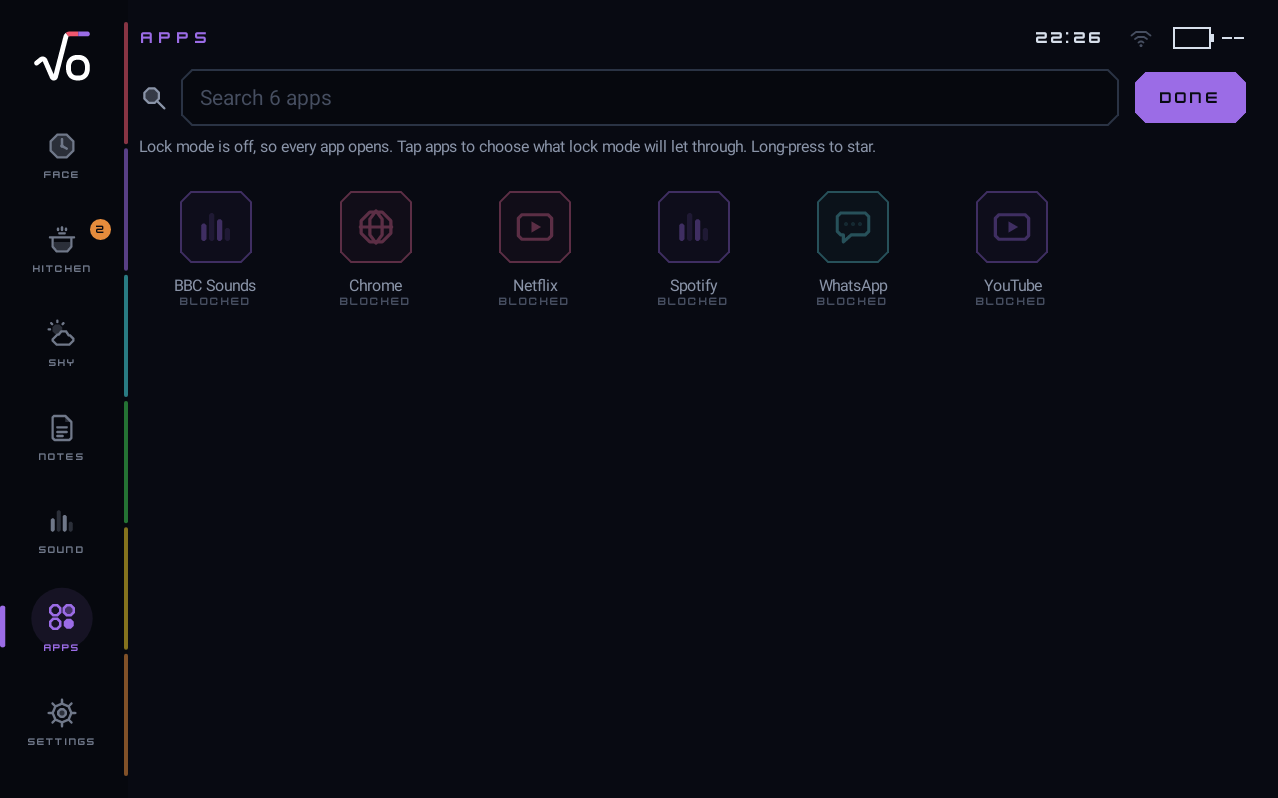 √o
APPS
22:26
--
Search 6 apps
DONE
Lock mode is off, so every app opens. Tap apps to choose what lock mode will let through. Long-press to star.
BBC Sounds
BLOCKED
Chrome
BLOCKED
Netflix
BLOCKED
Spotify
BLOCKED
WhatsApp
BLOCKED
YouTube
BLOCKED
FACE
2
KITCHEN
SKY
NOTES
SOUND
APPS
SETTINGS